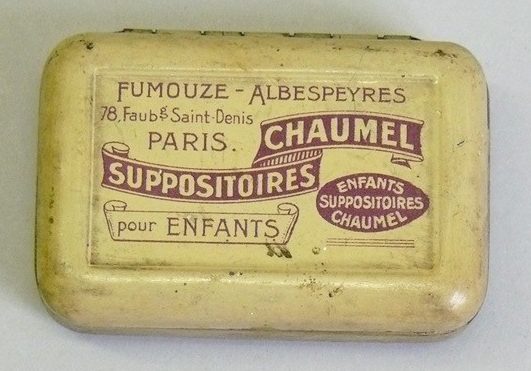 FUMOUZE - ALBESPEYRES
78, Faubg Saint-Denis
PARIS.
SUPPOSITOIRES CHAUMEL
pour ENFANTS
ENFANTS
SUPPOSITOIRES
CHAUMEL